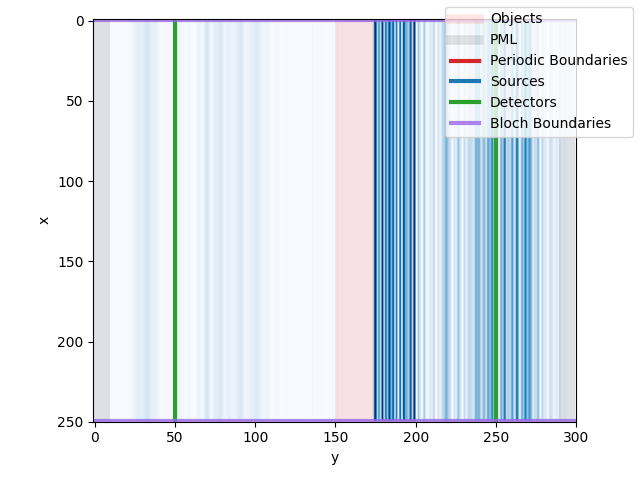 Objects
PML
Periodic Boundaries
Sources
Detectors
Bloch Boundaries
0
50
100
150
200
250
x
0 50 100 150 200 250 300
y